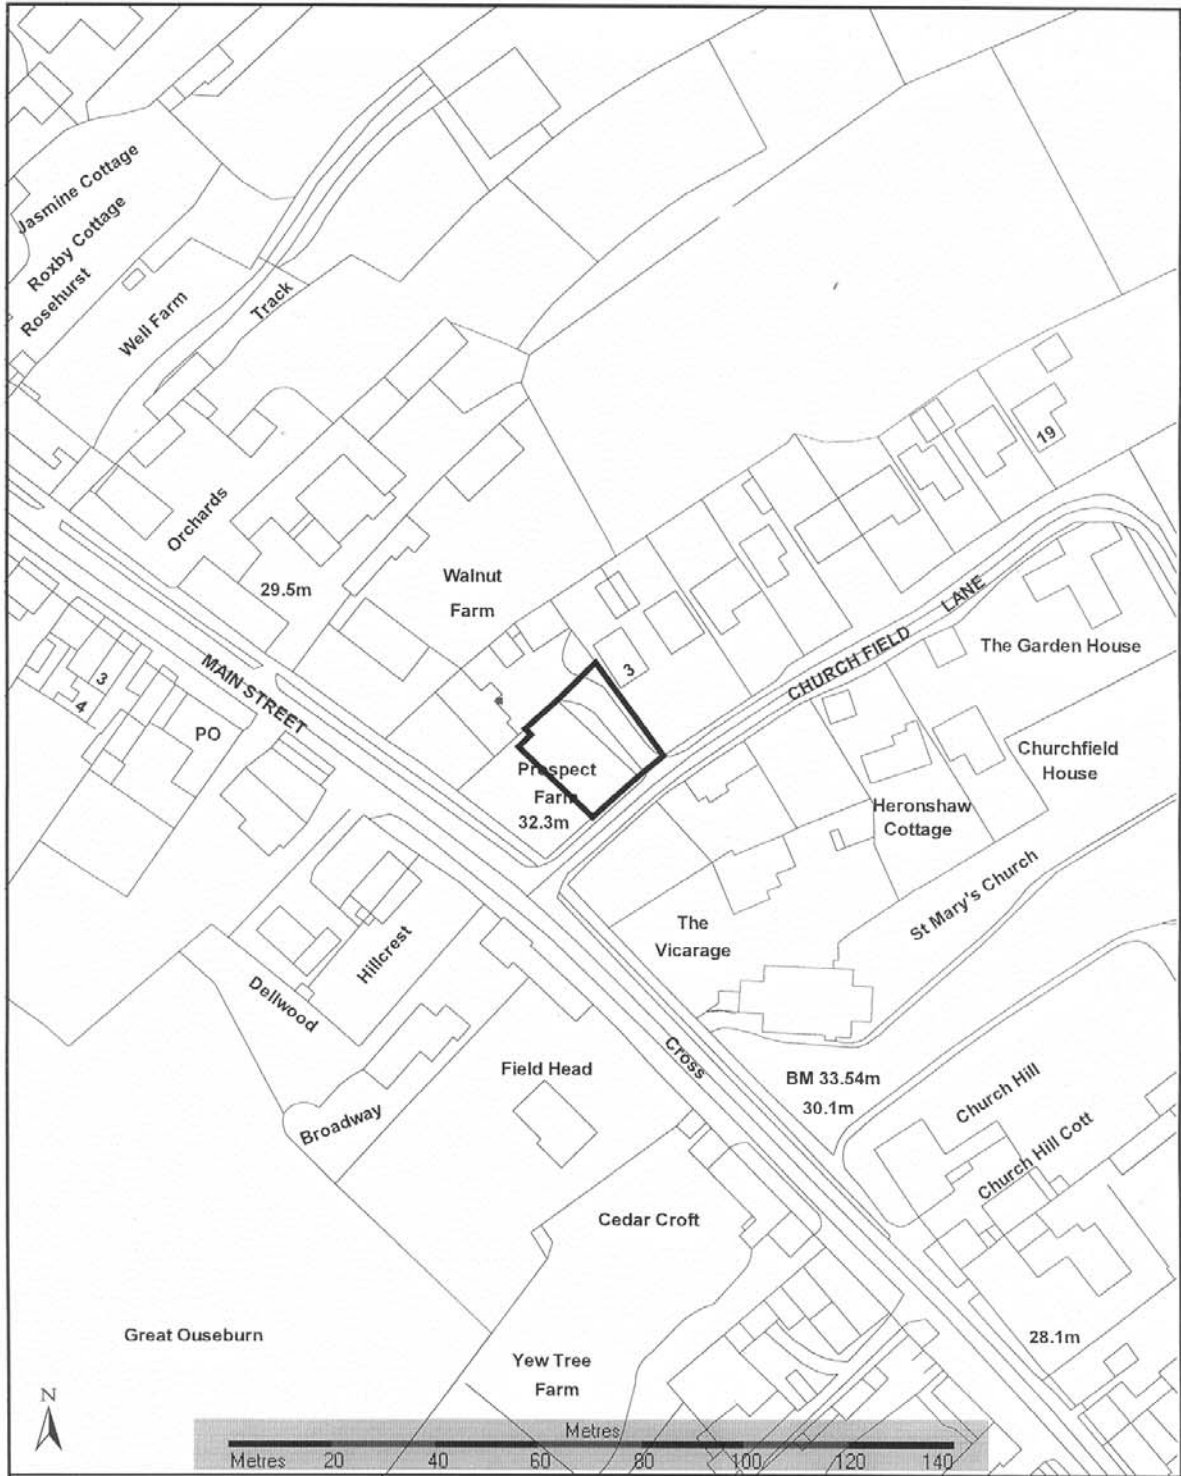 Jasmine Cottage
Roxby Cottage
Rosehurst
Well Farm
Track
19
Orchards
29.5m
Walnut
Farm
CHURCH FIELD LANE
The Garden House
3
MAIN STREET
3
4
PO
Prospect
Farm
32.3m
Churchfield
House
Heronshaw
Cottage
St Mary's Church
The
Vicarage
Hillcrest
Dellwood
Cross
Field Head
BM 33.54m
30.1m
Church Hill
Church Hill Cott
Broadway
Cedar Croft
Great Ouseburn
28.1m
Yew Tree
Farm
N
Metres
Metres 20 40 60 80 100 120 140